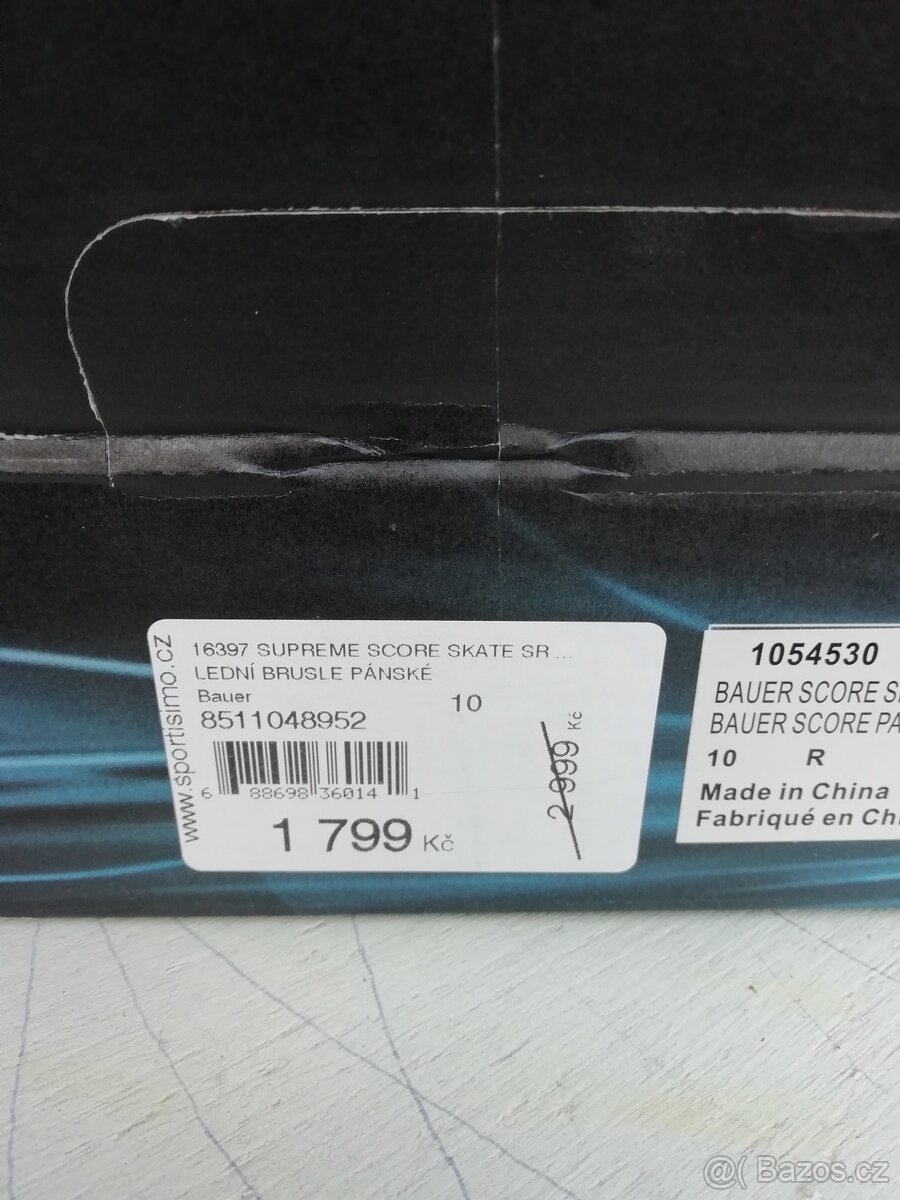 www.sportisimo.cz
16397 SUPREME SCORE SKATE SR ...
LEDNÍ BRUSLE PÁNSKÉ
Bauer
10
8511048952
6 88698 36014 1
1 799 Kč
2 999 Kč
1054530
BAUER SCORE
BAUER SCORE
10 R
Made in China
Fabriqué en
@( Bazos.cz